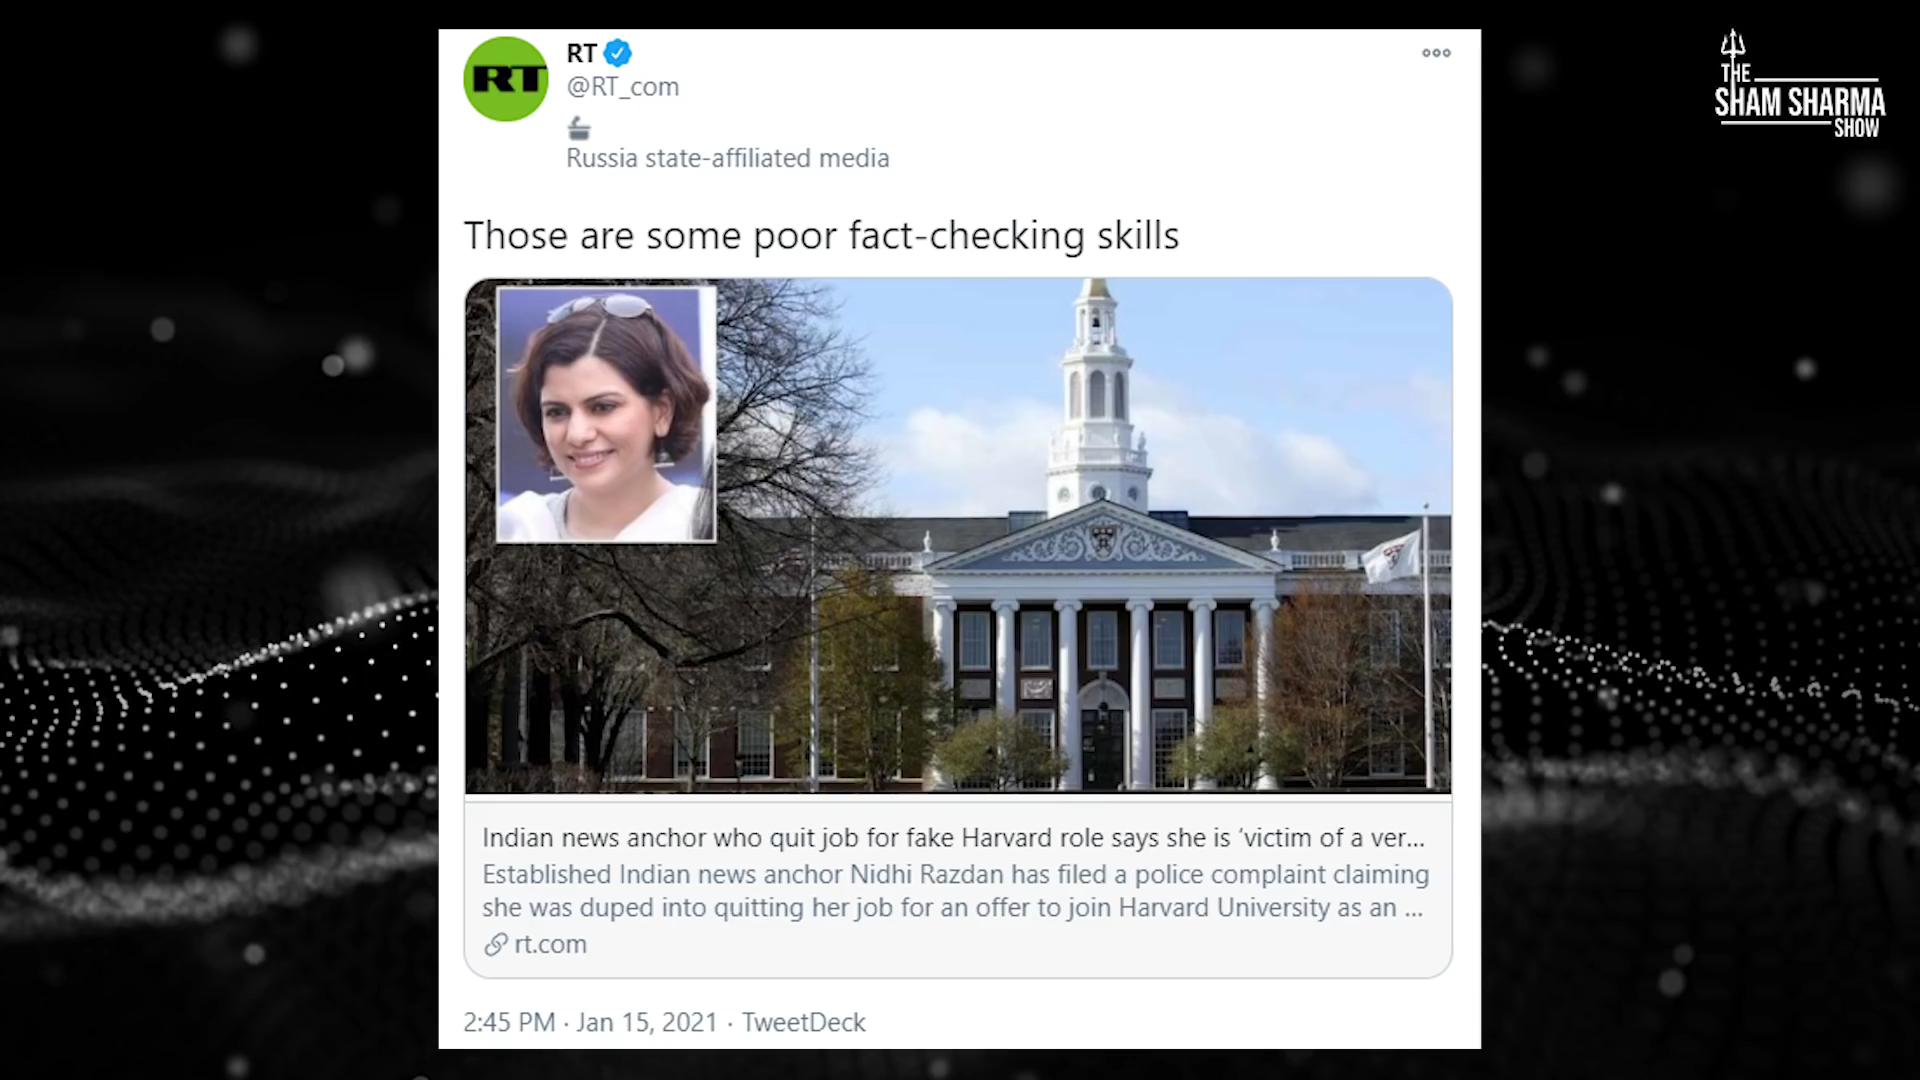 RT
RT
@RT_com
Russia state-affiliated media
Those are some poor fact-checking skills
Indian news anchor who quit job for fake Harvard role says she is ‘victim of a ver...
Established Indian news anchor Nidhi Razdan has filed a police complaint claiming
she was duped into quitting her job for an offer to join Harvard University as an ...
rt.com
2:45 PM · Jan 15, 2021 · TweetDeck
THE
SHAM SHARMA
SHOW